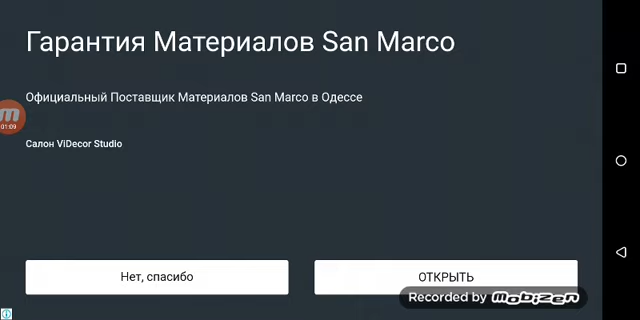 Гарантия Материалов San Marco
Официальный Поставщик Материалов San Marco в Одессе
01:09
Салон ViDecor Studio
Нет, спасибо
ОТКРЫТЬ
Recorded by Mobizen